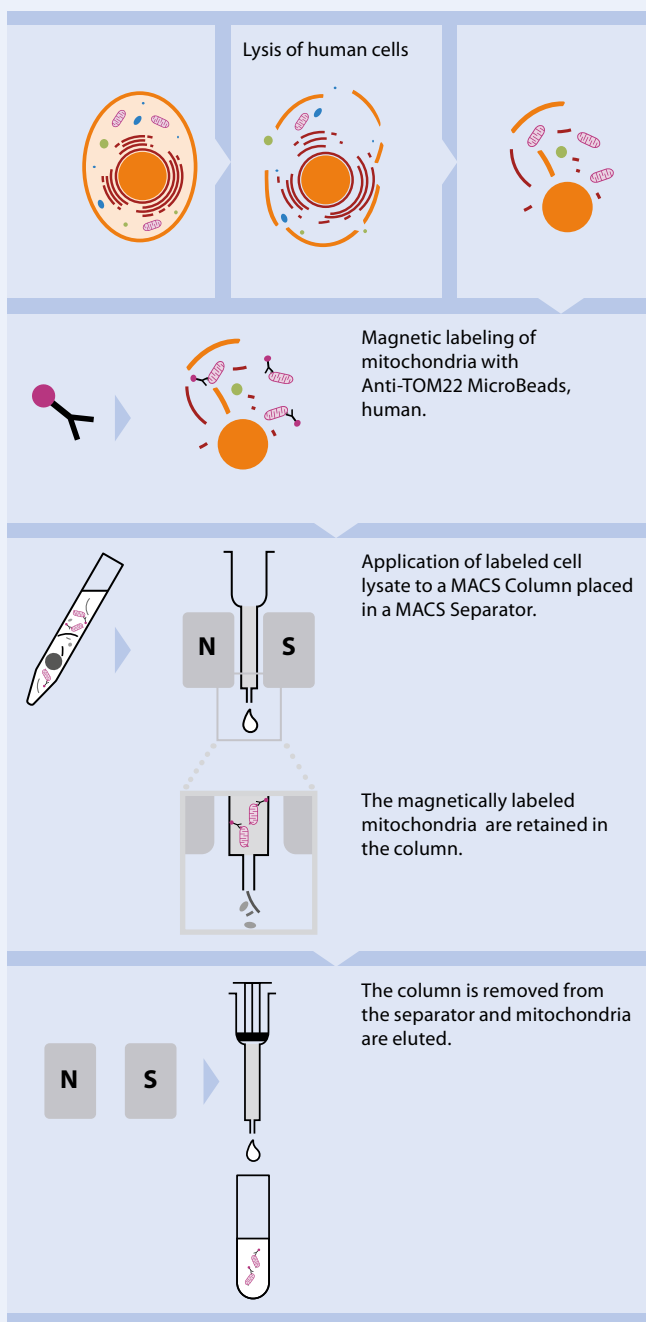 Lysis of human cells
Magnetic labeling of
mitochondria with
Anti-TOM22 MicroBeads,
human.
Application of labeled cell
lysate to a MACS Column placed
in a MACS Separator.
N S
The magnetically labeled
mitochondria are retained in
the column.
The column is removed from
the separator and mitochondria
are eluted.
N S